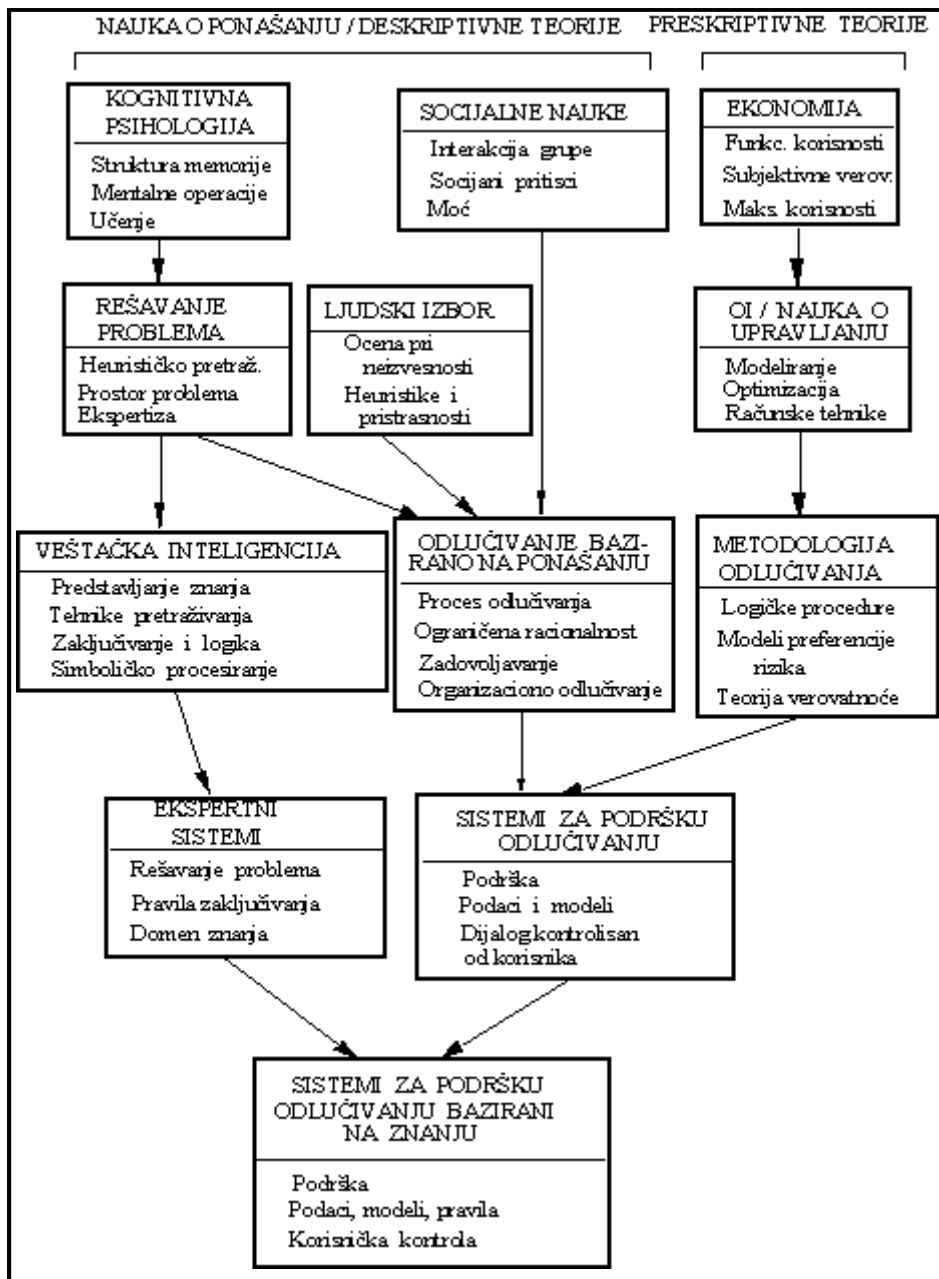 NAUKA O PONAŠANJU / DESKRIPTIVNE TEORIJE
PRESKRIPTIVNE TEORIJE
KOGNITIVNA
PSIHOLOGIJA
Struktura memorije
Mentalne operacije
Učenje
SOCIJALNE NAUKE
Interakcija grupe
Socijani pritisci
Moć
EKONOMIJA
Funkc. korisnosti
Subjektivne verov.
Maks. korisnosti
REŠAVANJE
PROBLEMA
Heurističko pretraž.
Prostor problema
Ekspertiza
LJUDSKI IZBOR
Ocena pri
neizvesnosti
Heuristike i
pristrasnosti
OI / NAUKA O
UPRAVLJANJU
Modeliranje
Optimizacija
Računske tehnike
VEŠTAČKA INTELIGENCIJA
Predstavljanje znanja
Tehnike pretraživanja
Zaključivanje i logika
Simboličko procesiranje
ODLUČIVANJE BAZI-
RANO NA PONAŠANJU
Proces odlučivanja
Ograničena racionalnost
Zadovoljavanje
Organizaciono odlučivanje
METODOLOGIJA
ODLUČIVANJA
Logičke procedure
Modeli preferencije
rizika
Teorija verovatnoće
EKSPERTNI
SISTEMI
Rešavanje problema
Pravila zaključivanja
Domen znanja
SISTEMI ZA PODRŠKU
ODLUČIVANJU
Podrška
Podaci i modeli
Dijalog kontrolisan
od korisnika
SISTEMI ZA PODRŠKU
ODLUČIVANJU BAZIRANI
NA ZNANJU
Podrška
Podaci, modeli, pravila
Korisnička kontrola